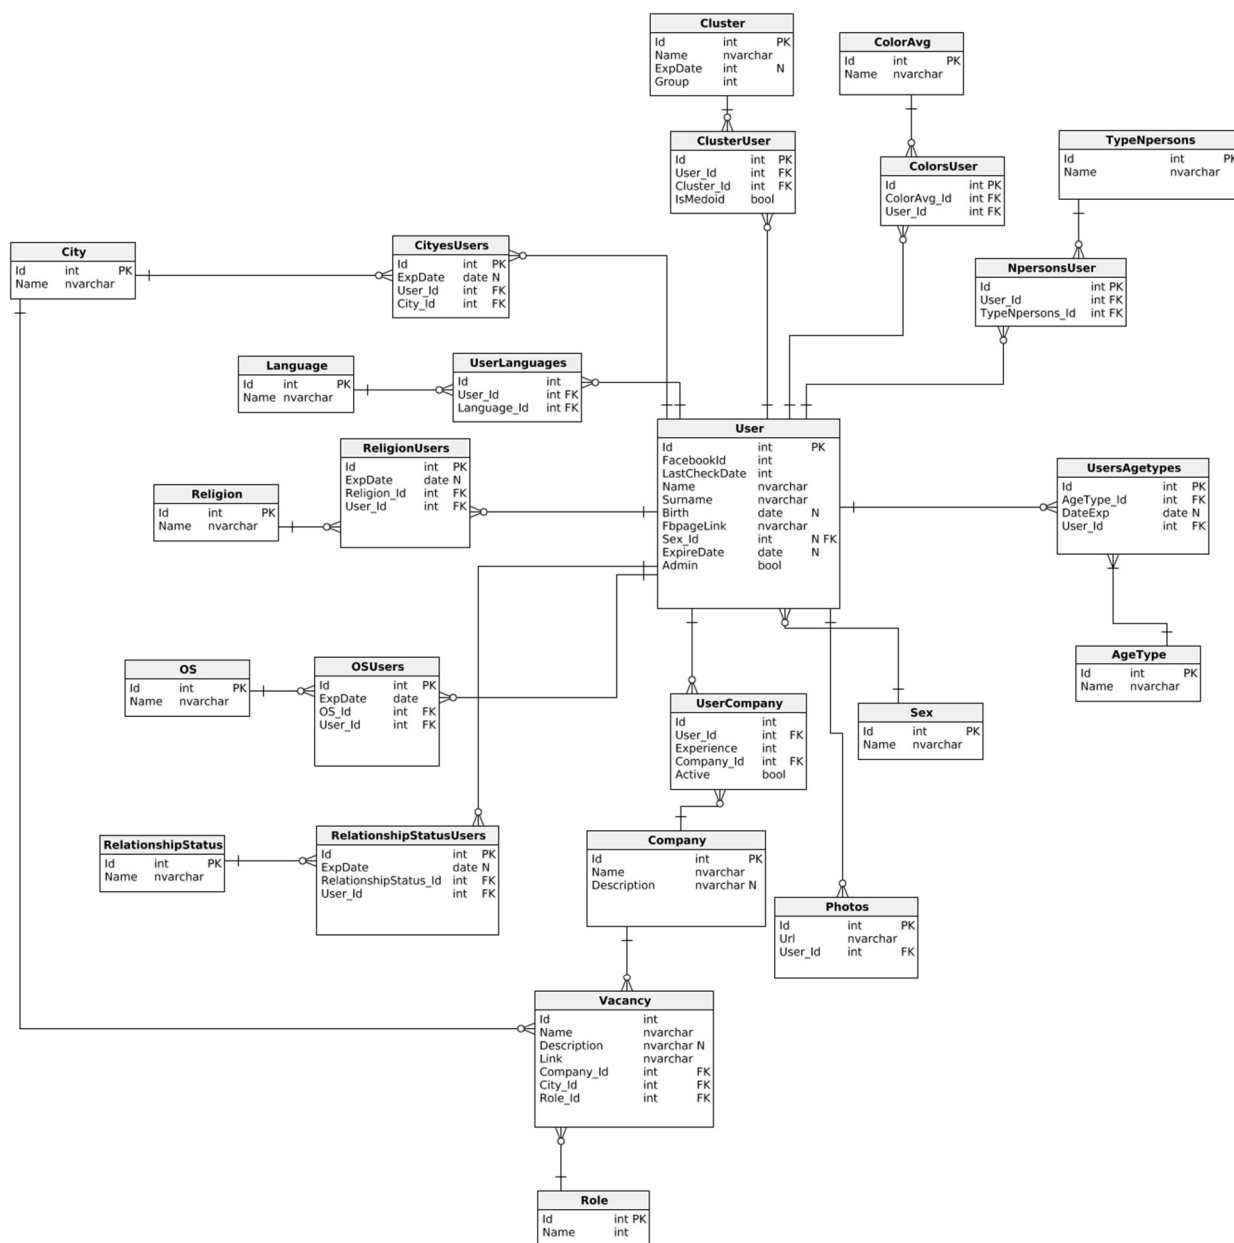 Cluster
Id int PK
Name nvarchar
ExpDate int N
Group int
ColorAvg
Id int PK
Name nvarchar
TypeNpersons
Id int PK
Name nvarchar
ClusterUser
Id int PK
User_Id int FK
Cluster_Id int FK
IsMedoid bool
ColorsUser
Id int PK
ColorAvg_Id int FK
User_Id int FK
NpersonsUser
Id int PK
User_Id int FK
TypeNpersons_Id int FK
City
Id int PK
Name nvarchar
CityesUsers
Id int PK
ExpDate date N
User_Id int FK
City_Id int FK
Language
Id int PK
Name nvarchar
UserLanguages
Id int
User_Id int FK
Language_Id int FK
Religion
Id int PK
Name nvarchar
ReligionUsers
Id int PK
ExpDate date N
Religion_Id int FK
User_Id int FK
User
Id int PK
FacebookId int
LastCheckDate int
Name nvarchar
Surname nvarchar
Birth date N
FbpageLink nvarchar
Sex_Id int N FK
ExpireDate date N
Admin bool
UsersAgetypes
Id int PK
AgeType_Id int FK
DateExp date N
User_Id int FK
AgeType
Id int PK
Name nvarchar
OS
Id int PK
Name nvarchar
OSUsers
Id int PK
ExpDate date
OS_Id int FK
User_Id int FK
UserCompany
Id int
User_Id int FK
Experience int
Company_Id int FK
Active bool
Sex
Id int PK
Name nvarchar
RelationshipStatus
Id int PK
Name nvarchar
RelationshipStatusUsers
Id int PK
ExpDate date N
RelationshipStatus_Id int FK
User_Id int FK
Company
Id int PK
Name nvarchar
Description nvarchar N
Photos
Id int PK
Url nvarchar
User_Id int FK
Vacancy
Id int
Name nvarchar
Description nvarchar N
Link nvarchar
Company_Id int FK
City_Id int FK
Role_Id int FK
Role
Id int PK
Name int